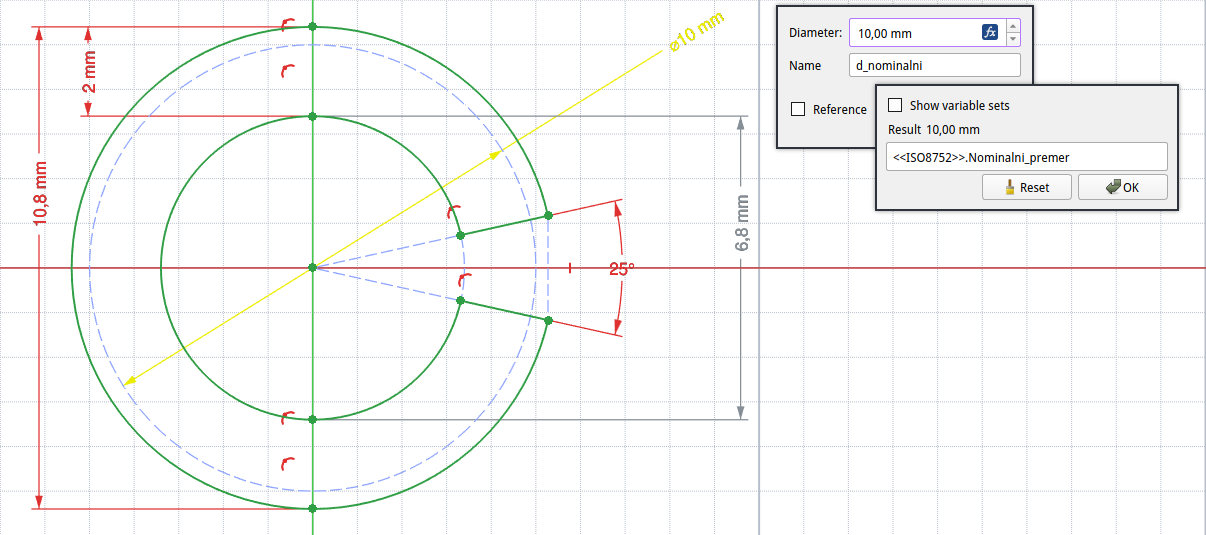 ⌀10 mm
2 mm
10,8 mm
6,8 mm
25°
Diameter: 10,00 mm fx
Name d_nominalni
Reference
Show variable sets
Result 10,00 mm
<<ISO8752>>.Nominalni_premer
Reset OK